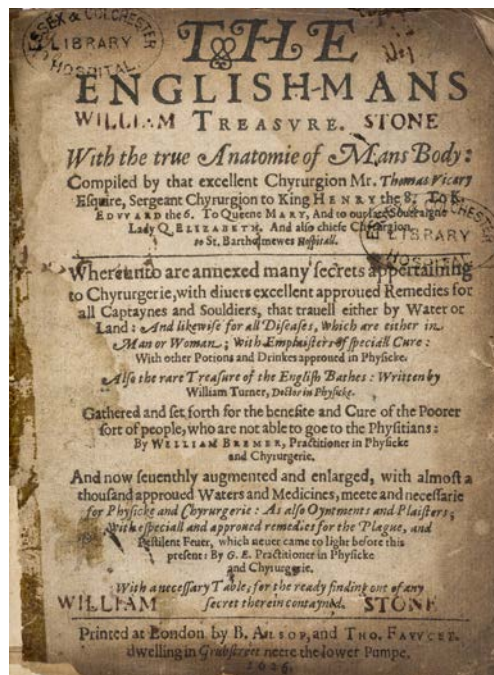 ESSEX & COLCHESTER
LIBRARY
HOSPITAL
THE
ENGLISH-MANS
WILLIAM TREASVRE. STONE
With the true Anatomie of Mans Body:
Compiled by that excellent Chyrurgion Mr. Thomas Vicary
Esquire, Sergeant Chyrurgion to King HENRY the 8. To K.
EDVVARD the 6. To Queene MARY, And to our late Soueraigne
Lady Q. ELIZABETH. And also chiefe Chirurgion
to St. Bartholmewes Hospitall.
COLCHESTER
LIBRARY
HOSPITAL
Whereunto are annexed many secrets appertaining
to Chyrurgerie, with diuers excellent approued Remedies for
all Captaynes and Souldiers, that trauell either by Water or
Land: And likewise for all Diseases, which are either in
Man or Woman; with Emplaisters of speciall Cure:
With other Potions and Drinkes approued in Physicke.
Also the rare Treasure of the English Bathes: Written by
William Turner, Doctor in Physicke.
Gathered and set forth for the benefite and Cure of the Poorer
sort of people, who are not able to goe to the Physitians:
By WILLIAM BREMER, Practitioner in Physicke
and Chyrurgerie.
And now seuenthly augmented and enlarged, with almost a
thousand approued Waters and Medicines, meete and necessarie
for Physicke and Chyrurgerie: As also Oyntments and Plaisters;
with especiall and approued remedies for the Plague, and
Pestilent Feuer, which neuer came to light before this
present: By G. E. Practitioner in Physicke
and Chyrurgerie.
With a necessary Table, for the ready finding out of any
WILLIAM secret therein contayned. STONE
Printed at London by B. ALSOP, and THO. FAVVCET.
dwelling in Grubstreet neere the lower Pumpe.